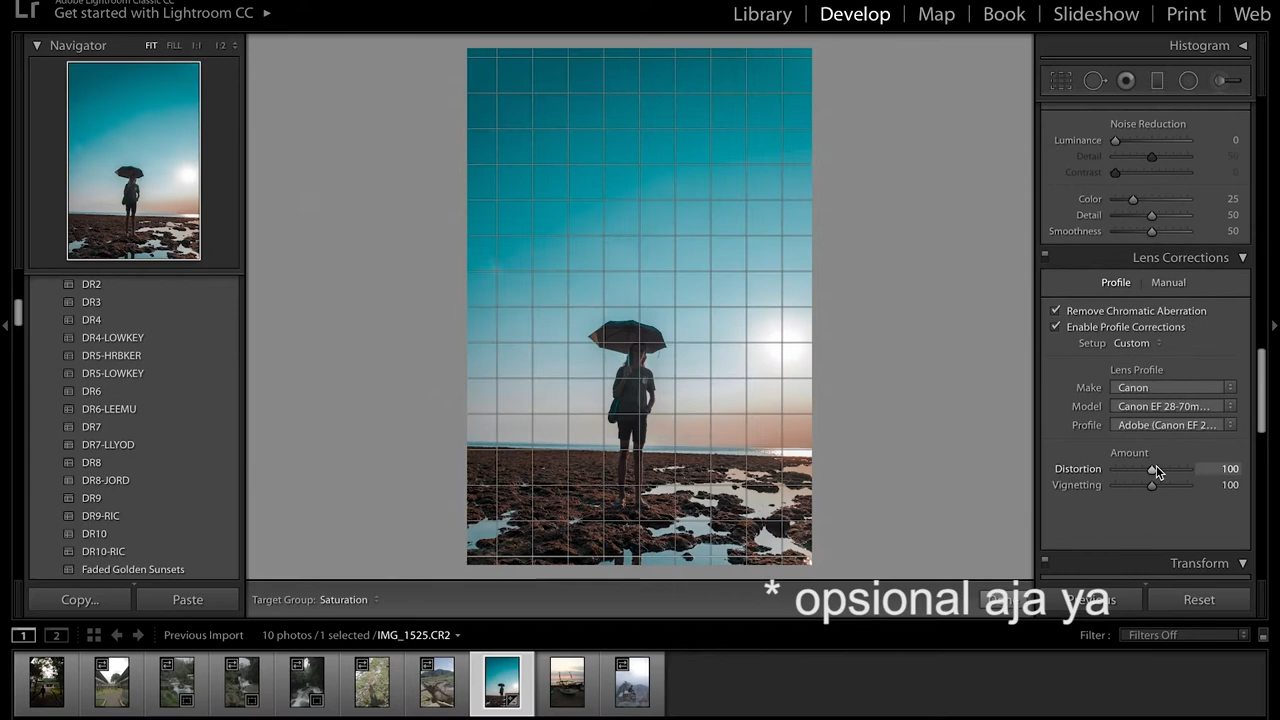 Adobe Lightroom Classic CC
Lr Get started with Lightroom CC
Library Develop Map Book Slideshow Print Web
Navigator FIT FILL 1:1 1:2
Histogram
Noise Reduction
Luminance 0
Detail 50
Contrast
Color 25
Detail 50
Smoothness 50
Lens Corrections
Profile Manual
Remove Chromatic Aberration
Enable Profile Corrections
Setup Custom
Lens Profile
Make Canon
Model Canon EF 28-70m...
Profile Adobe (Canon EF 2...
Amount
Distortion 100
Vignetting 100
Transform
DR2
DR3
DR4
DR4-LOWKEY
DR5-HRBKER
DR5-LOWKEY
DR6
DR6-LEEMU
DR7
DR7-LLYOD
DR8
DR8-JORD
DR9
DR9-RIC
DR10
DR10-RIC
Faded Golden Sunsets
Copy... Paste
Target Group: Saturation
* opsional aja ya
Previous Reset
1 2 Previous Import 10 photos / 1 selected / IMG_1525.CR2
Filter : Filters Off